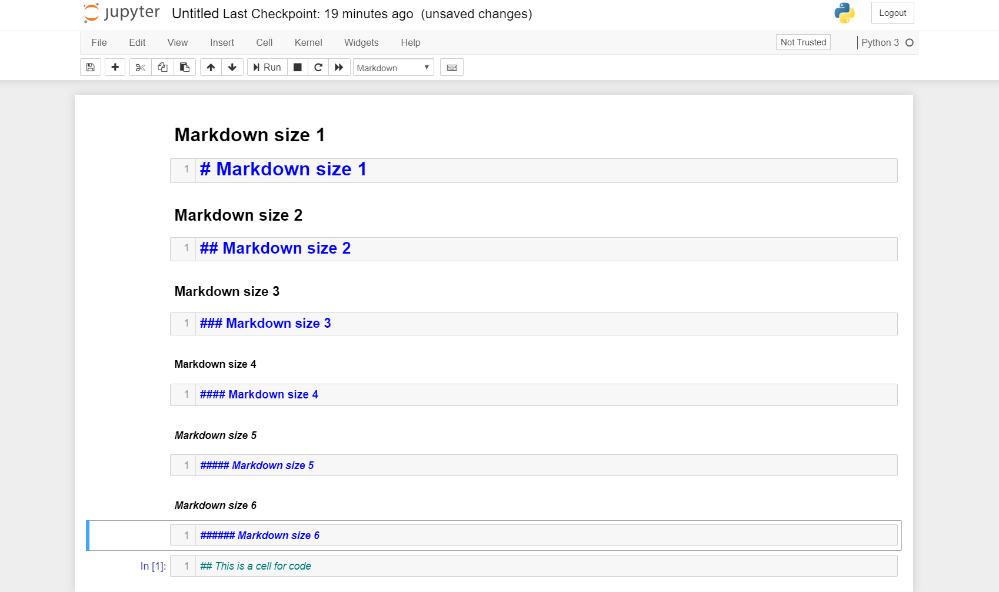 jupyter Untitled Last Checkpoint: 19 minutes ago (unsaved changes) Logout
File Edit View Insert Cell Kernel Widgets Help Not Trusted Python 3
Run Markdown
Markdown size 1
1 # Markdown size 1
Markdown size 2
1 ## Markdown size 2
Markdown size 3
1 ### Markdown size 3
Markdown size 4
1 #### Markdown size 4
Markdown size 5
1 ##### Markdown size 5
Markdown size 6
1 ###### Markdown size 6
In [1]: 1 ## This is a cell for code